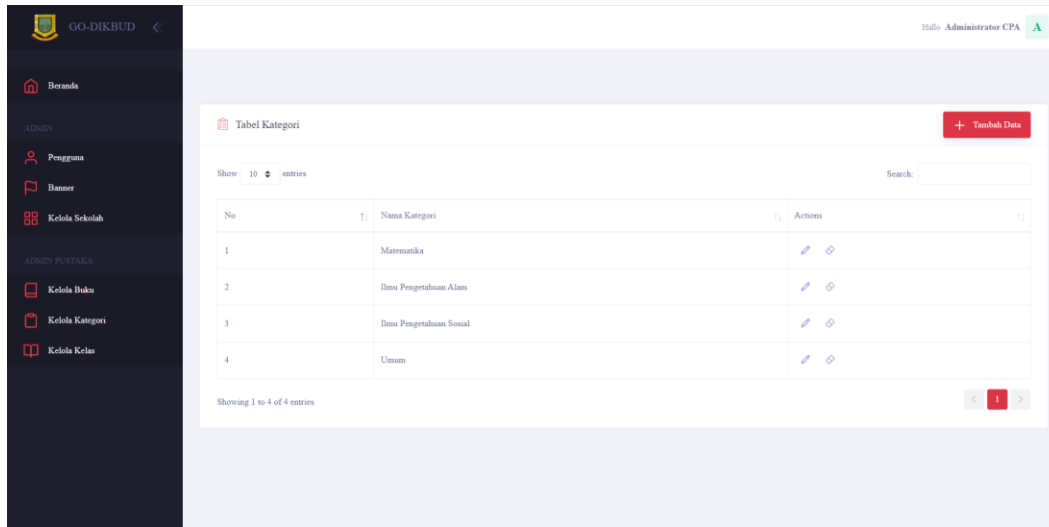 GO-DIKBUD
Hallo Administrator CPA A
Beranda
ADMIN
Pengguna
Banner
Kelola Sekolah
ADMIN PUSTAKA
Kelola Buku
Kelola Kategori
Kelola Kelas
Tabel Kategori
+ Tambah Data
Show 10 entries
Search:
No Nama Kategori Actions
1 Matematika
2 Ilmu Pengetahuan Alam
3 Ilmu Pengetahuan Sosial
4 Umum
Showing 1 to 4 of 4 entries
< 1 >